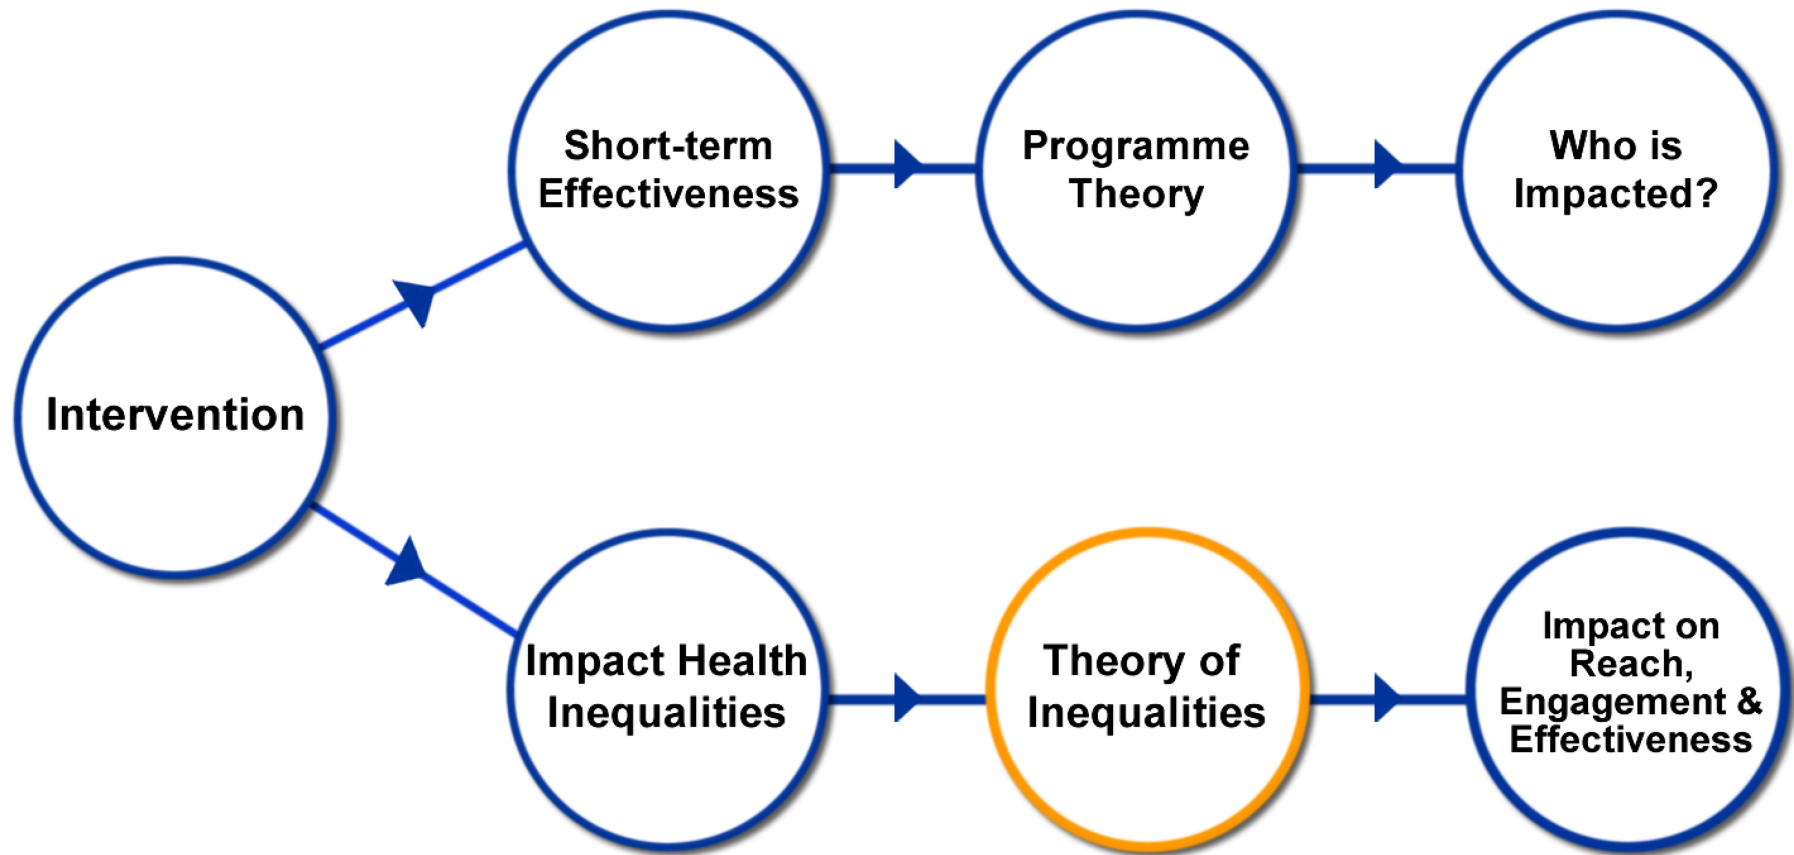 Short-term
Effectiveness
Programme
Theory
Who is
Impacted?
Intervention
Impact Health
Inequalities
Theory of
Inequalities
Impact on
Reach,
Engagement &
Effectiveness